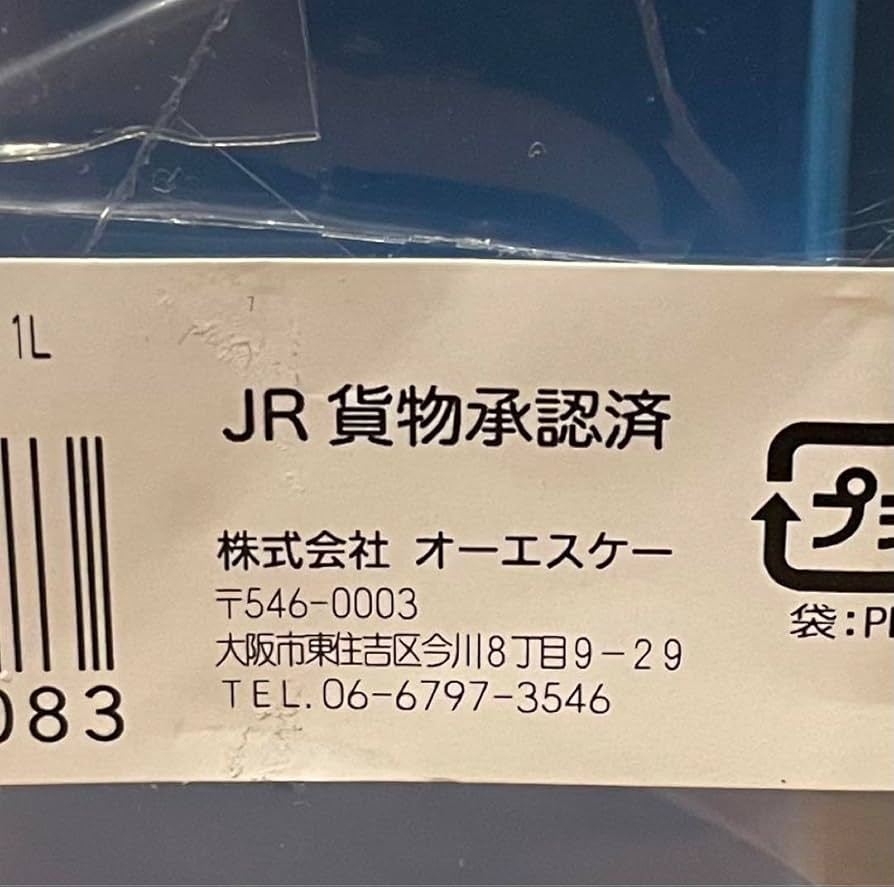 1L
JR 貨物承認済
株式会社 オーエスケー
〒546-0003
大阪市東住吉区今川8丁目9-29
TEL.06-6797-3546
083
プラ
袋:P